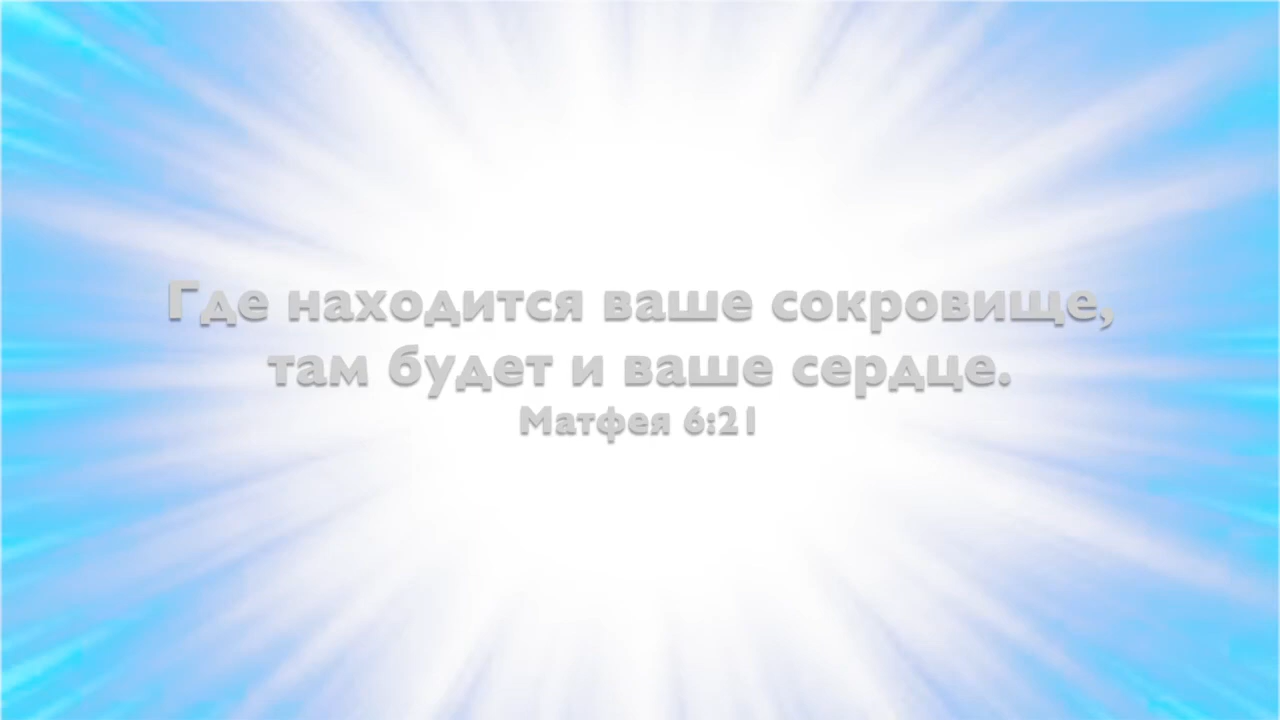 Где находится ваше сокровище,
там будет и ваше сердце.
Матфея 6:21